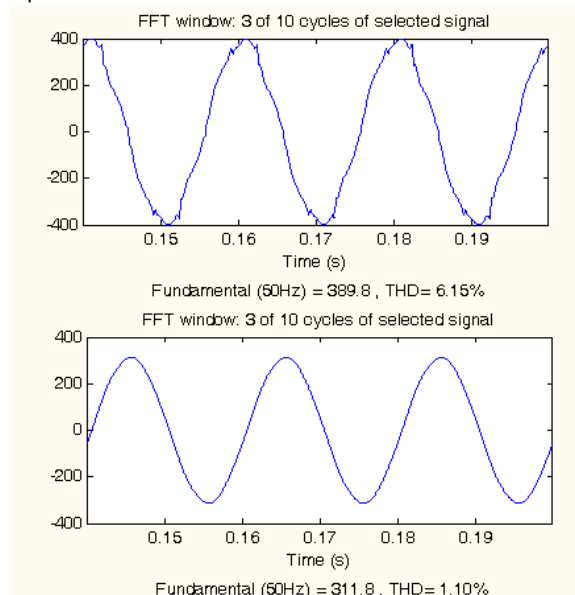 FFT window: 3 of 10 cycles of selected signal
400
200
0
-200
-400
0.15 0.16 0.17 0.18 0.19
Time (s)
Fundamental (50Hz) = 389.8 , THD= 6.15%
FFT window: 3 of 10 cycles of selected signal
400
200
0
-200
-400
0.15 0.16 0.17 0.18 0.19
Time (s)
Fundamental (50Hz) = 311.8 , THD= 1.10%